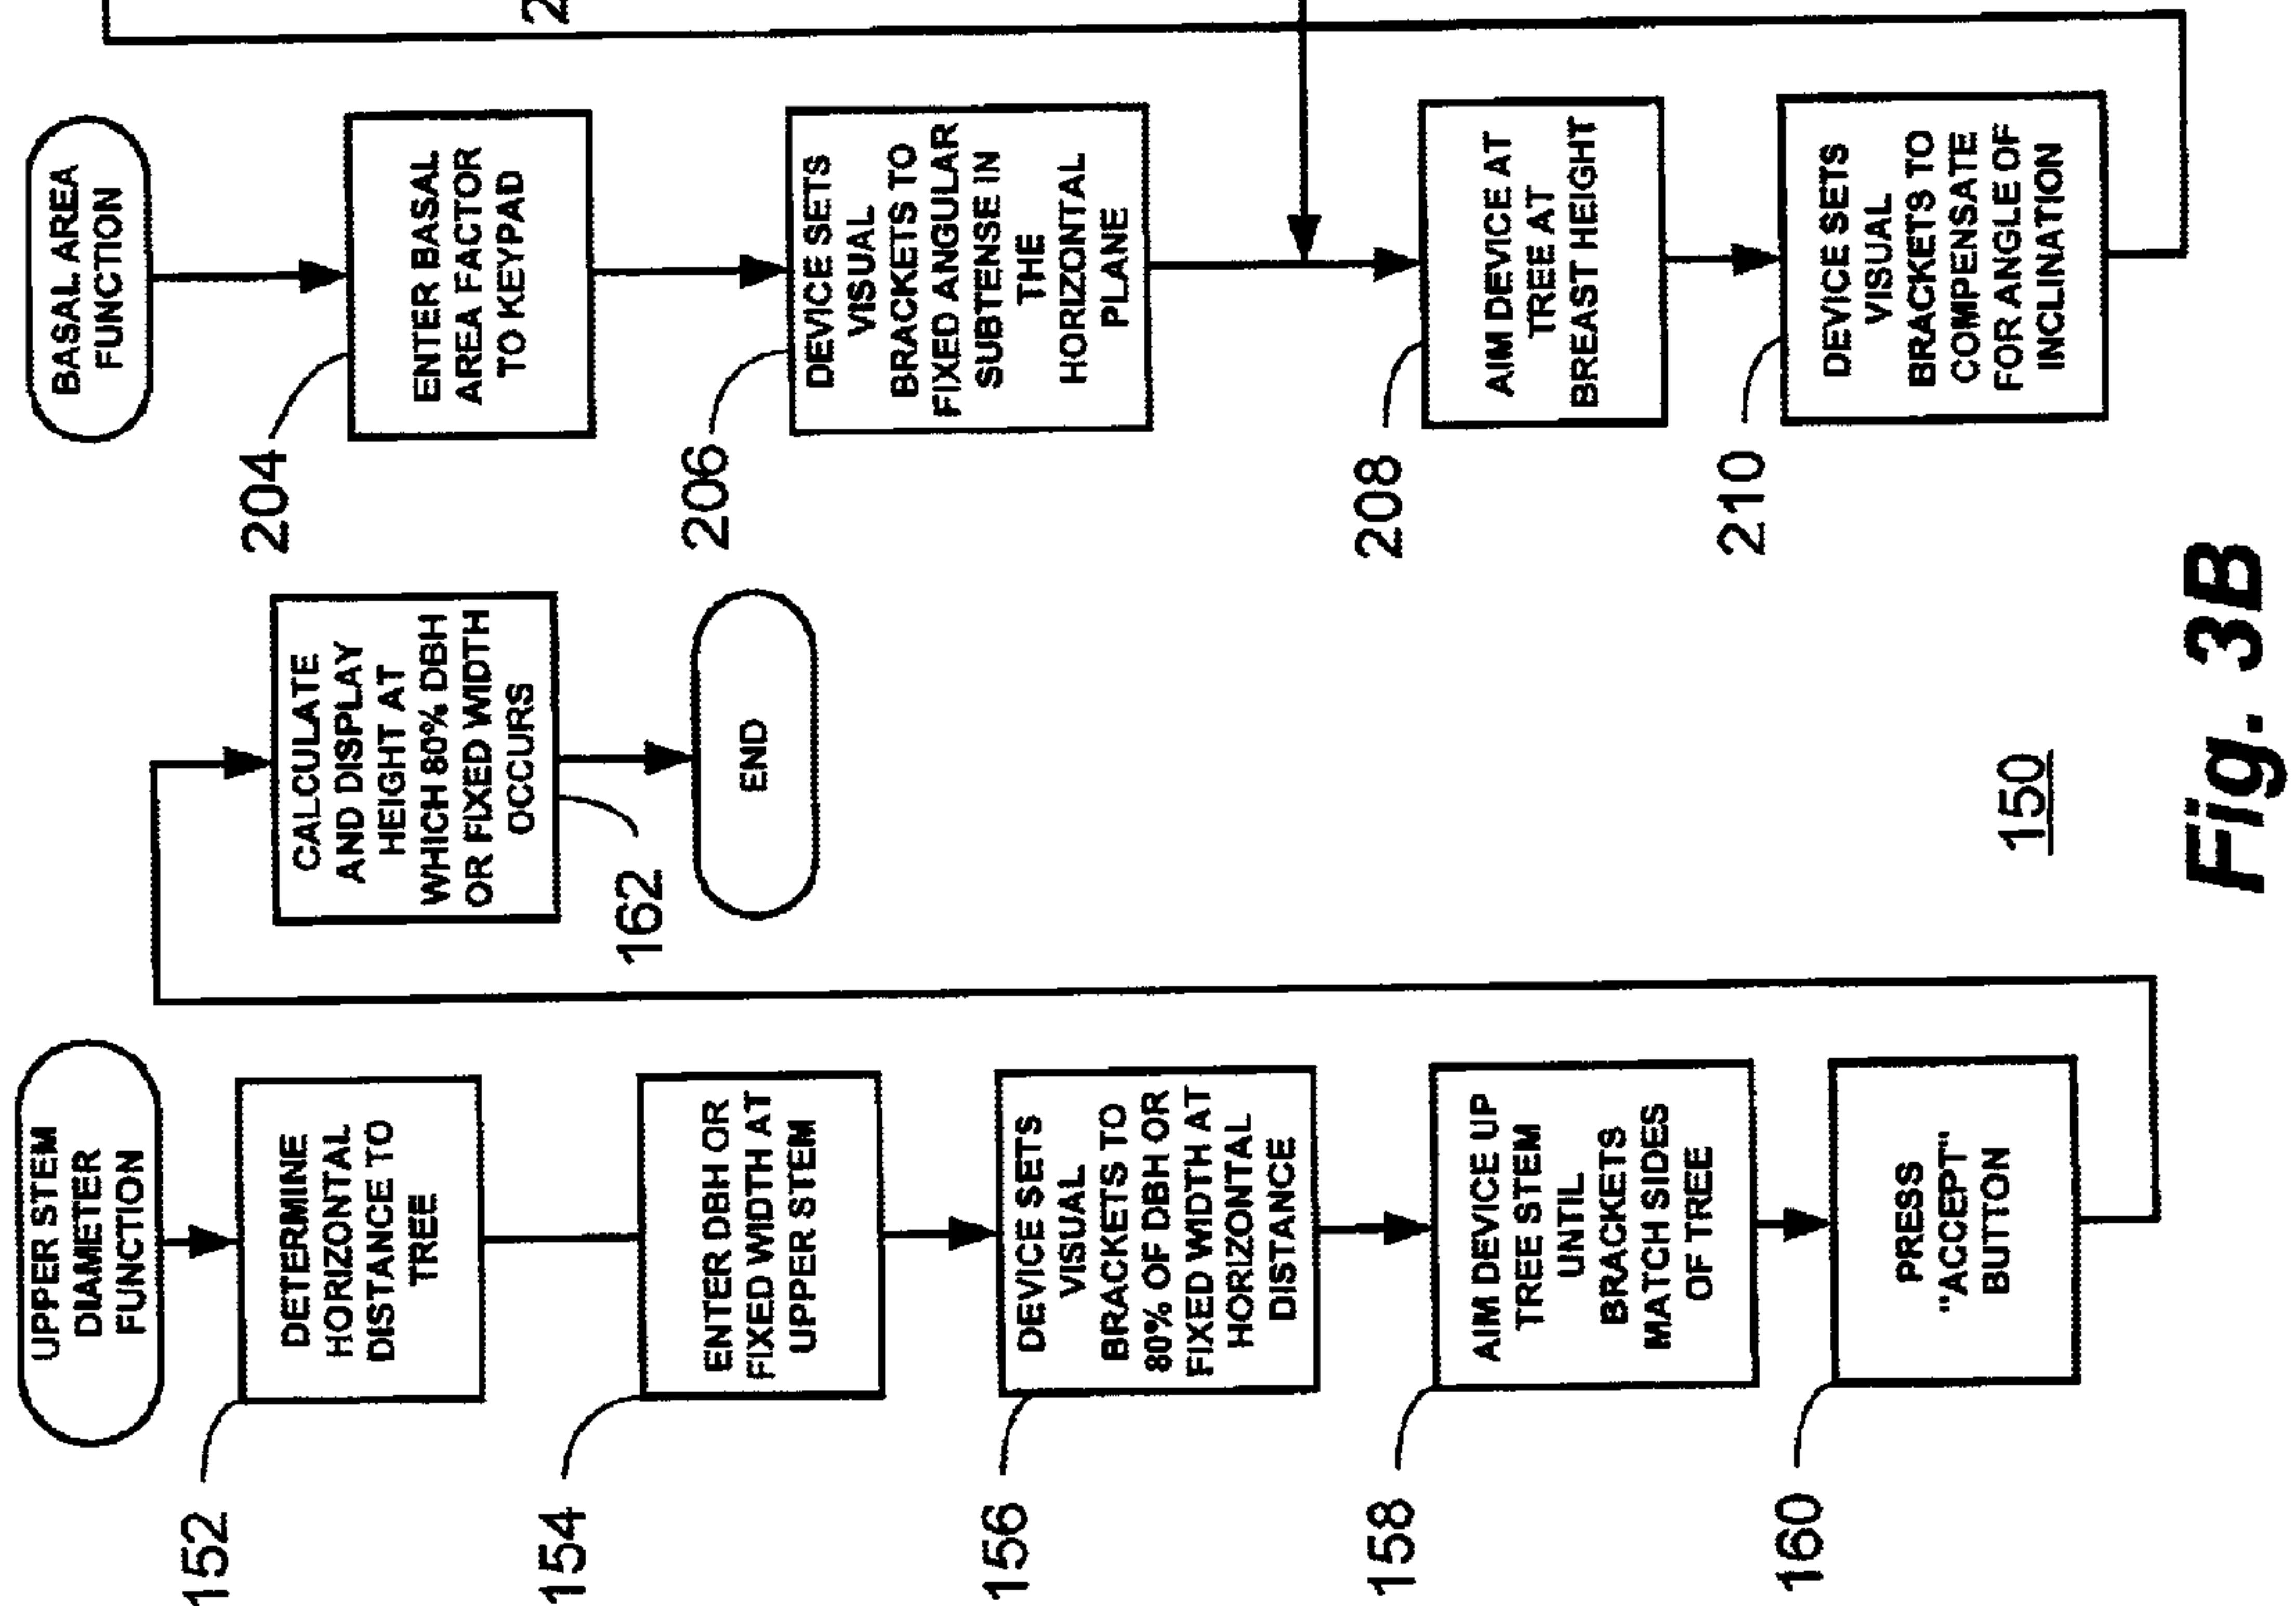 UPPER STEM
DIAMETER
FUNCTION
152
DETERMINE
HORIZONTAL
DISTANCE TO
TREE
154
ENTER DBH OR
FIXED WIDTH AT
UPPER STEM
156
DEVICE SETS
VISUAL
BRACKETS TO
80% OF DBH OR
FIXED WIDTH AT
HORIZONTAL
DISTANCE
158
AIM DEVICE UP
TREE STEM
UNTIL
BRACKETS
MATCH SIDES
OF TREE
160
PRESS
"ACCEPT"
BUTTON
CALCULATE
AND DISPLAY
HEIGHT AT
WHICH 80% DBH
OR FIXED WIDTH
OCCURS
162
END
150
Fig. 3B
BASAL AREA
FUNCTION
204
ENTER BASAL
AREA FACTOR
TO KEYPAD
206
DEVICE SETS
VISUAL
BRACKETS TO
FIXED ANGULAR
SUBTENSE IN
THE
HORIZONTAL
PLANE
208
AIM DEVICE AT
TREE AT
BREAST HEIGHT
210
DEVICE SETS
VISUAL
BRACKETS TO
COMPENSATE
FOR ANGLE OF
INCLINATION